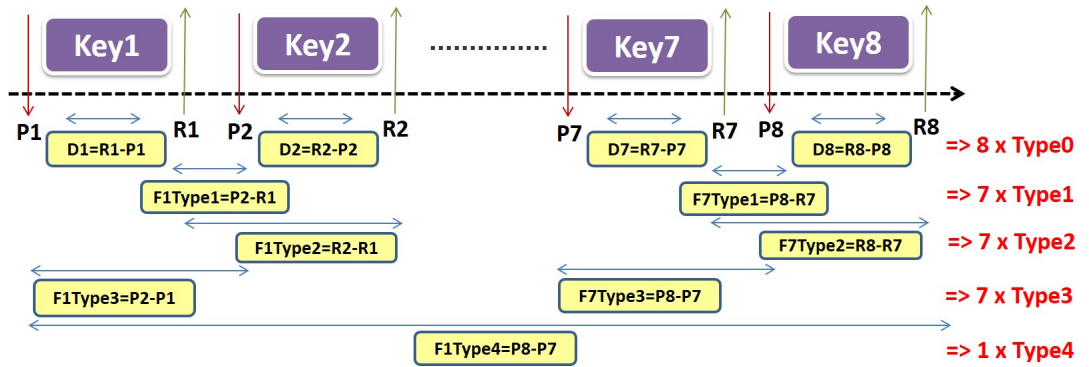 Key1
Key2
Key7
Key8
P1
R1
P2
R2
P7
R7
P8
R8
D1=R1-P1
D2=R2-P2
D7=R7-P7
D8=R8-P8
=> 8 x Type0
F1Type1=P2-R1
F7Type1=P8-R7
=> 7 x Type1
F1Type2=R2-R1
F7Type2=R8-R7
=> 7 x Type2
F1Type3=P2-P1
F7Type3=P8-P7
=> 7 x Type3
F1Type4=P8-P7
=> 1 x Type4